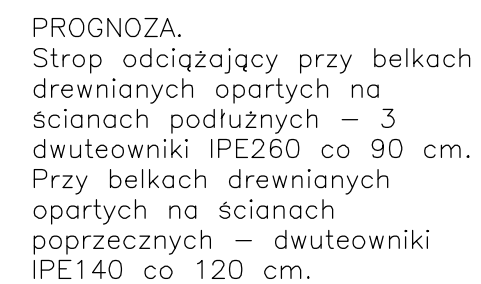 PROGNOZA.
Strop odciążający przy belkach
drewnianych opartych na
ścianach podłużnych – 3
dwuteowniki IPE260 co 90 cm.
Przy belkach drewnianych
opartych na ścianach
poprzecznych – dwuteowniki
IPE140 co 120 cm.